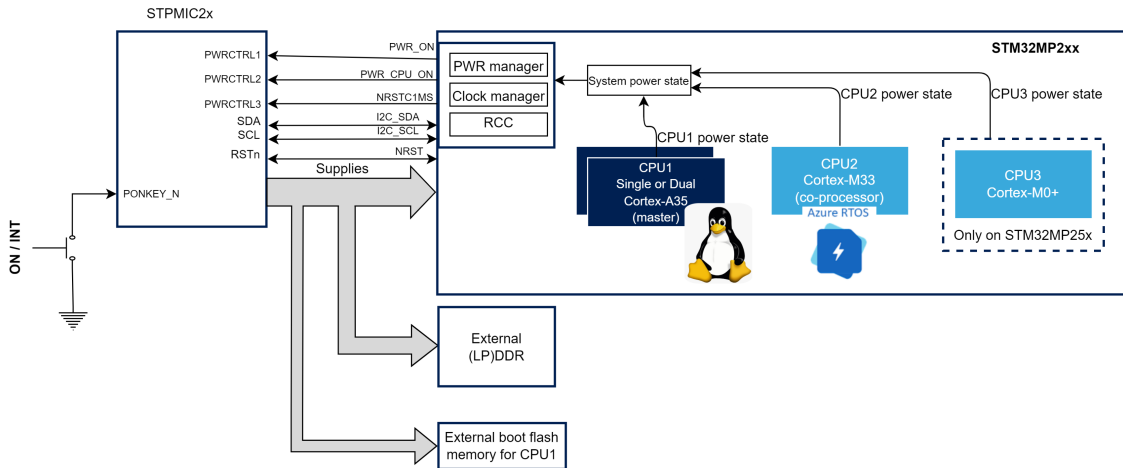 STPMIC2x
PWRCTRL1
PWRCTRL2
PWRCTRL3
SDA
SCL
RSTn
PONKEY_N
ON / INT
PWR_ON
PWR_CPU_ON
NRSTC1MS
I2C_SDA
I2C_SCL
NRST
Supplies
STM32MP2xx
PWR manager
Clock manager
RCC
System power state
CPU1 power state
CPU2 power state
CPU3 power state
CPU1
Single or Dual
Cortex-A35
(master)
CPU2
Cortex-M33
(co-processor)
Azure RTOS
CPU3
Cortex-M0+
Only on STM32MP25x
External
(LP)DDR
External boot flash
memory for CPU1